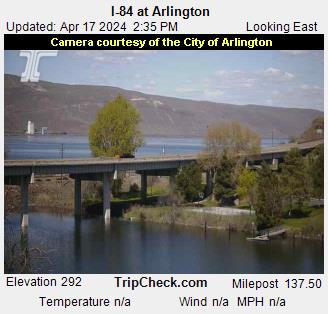 I-84 at Arlington
Updated: Apr 17 2024 2:35 PM Looking East
Camera courtesy of the City of Arlington
Elevation 292 TripCheck.com Milepost 137.50
Temperature n/a Wind n/a MPH n/a